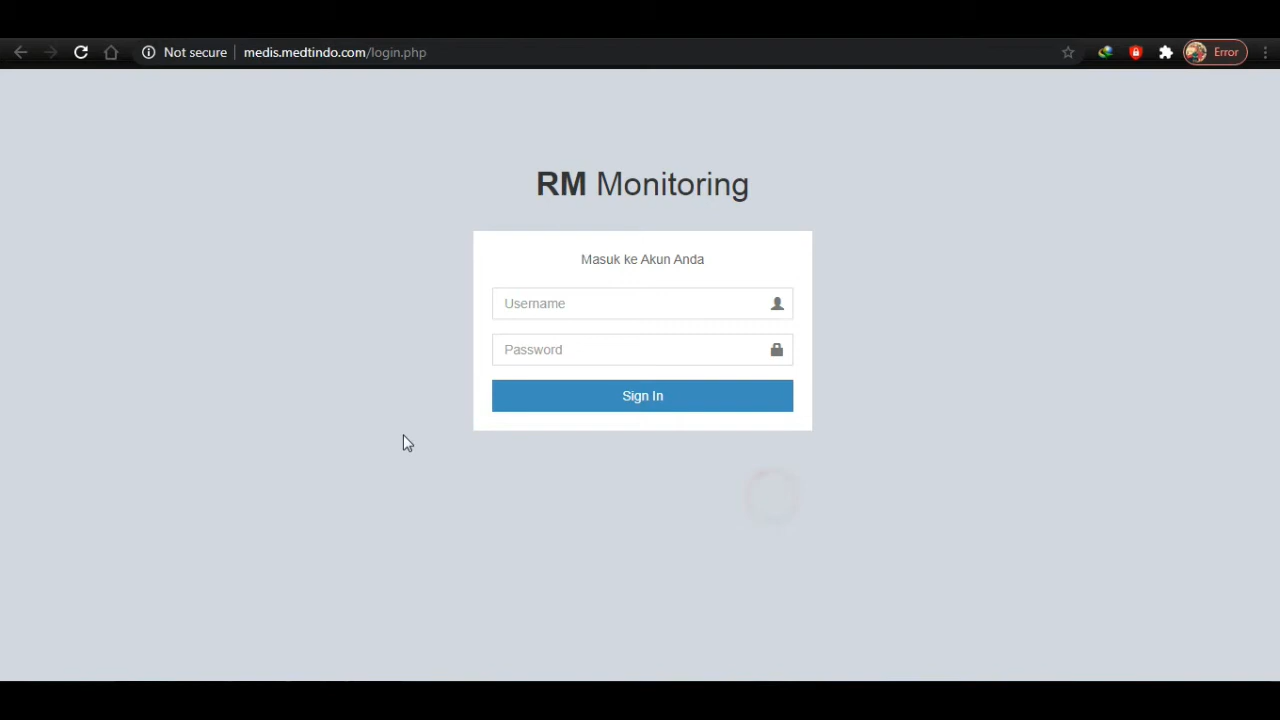 Not secure
medis.medtindo.com/login.php
Error
RM Monitoring
Masuk ke Akun Anda
Username
Password
Sign In